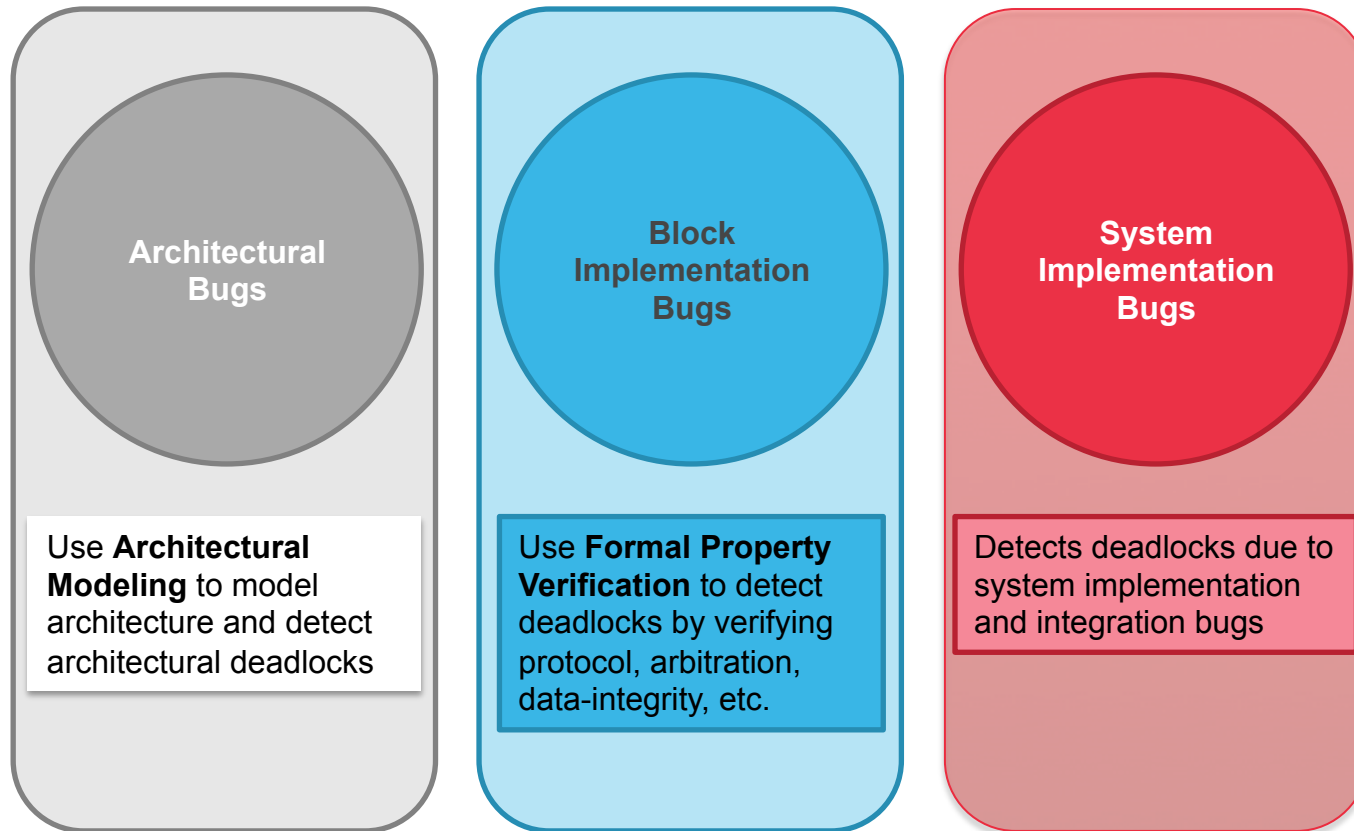 Architectural
Bugs
Use Architectural
Modeling to model
architecture and detect
architectural deadlocks
Block
Implementation
Bugs
Use Formal Property
Verification to detect
deadlocks by verifying
protocol, arbitration,
data-integrity, etc.
System
Implementation
Bugs
Detects deadlocks due to
system implementation
and integration bugs